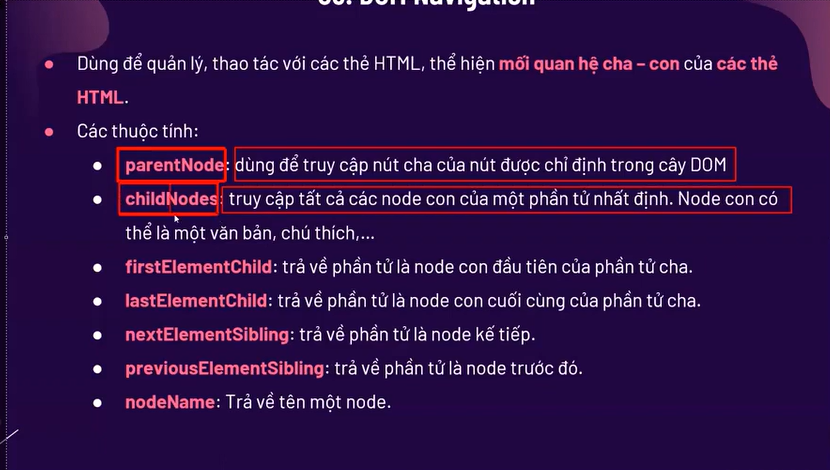 DOM Navigation
Dùng để quản lý, thao tác với các thẻ HTML, thể hiện mối quan hệ cha – con của các thẻ
HTML.
Các thuộc tính:
parentNode: dùng để truy cập nút cha của nút được chỉ định trong cây DOM
childNodes: truy cập tất cả các node con của một phần tử nhất định. Node con có
thể là một văn bản, chú thích,...
firstElementChild: trả về phần tử là node con đầu tiên của phần tử cha.
lastElementChild: trả về phần tử là node con cuối cùng của phần tử cha.
nextElementSibling: trả về phần tử là node kế tiếp.
previousElementSibling: trả về phần tử là node trước đó.
nodeName: Trả về tên một node.